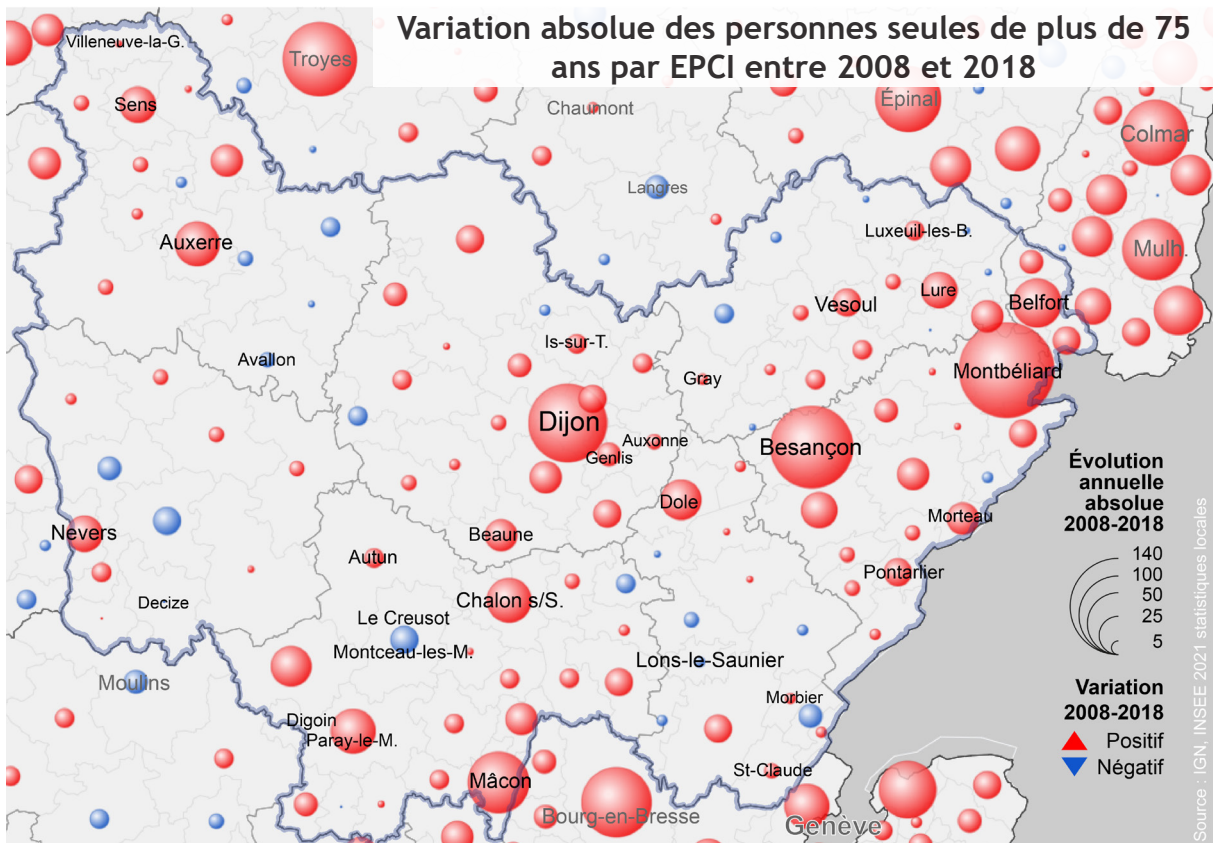 Variation absolue des personnes seules de plus de 75
ans par EPCI entre 2008 et 2018
Villeneuve-la-G.
Troyes
Sens
Chaumont
Épinal
Colmar
Langres
Auxerre
Luxeuil-les-B.
Mulh.
Vesoul
Lure
Belfort
Is-sur-T.
Avallon
Gray
Montbéliard
Dijon
Auxonne
Genlis
Besançon
Dole
Nevers
Beaune
Morteau
Autun
Pontarlier
Decize
Chalon s/S.
Le Creusot
Montceau-les-M.
Lons-le-Saunier
Moulins
Morbier
Digoin
Paray-le-M.
St-Claude
Mâcon
Bourg-en-Bresse
Genève
Évolution
annuelle
absolue
2008-2018
140
100
50
25
5
Variation
2008-2018
Positif
Négatif
Source : IGN, INSEE 2021 statistiques locales